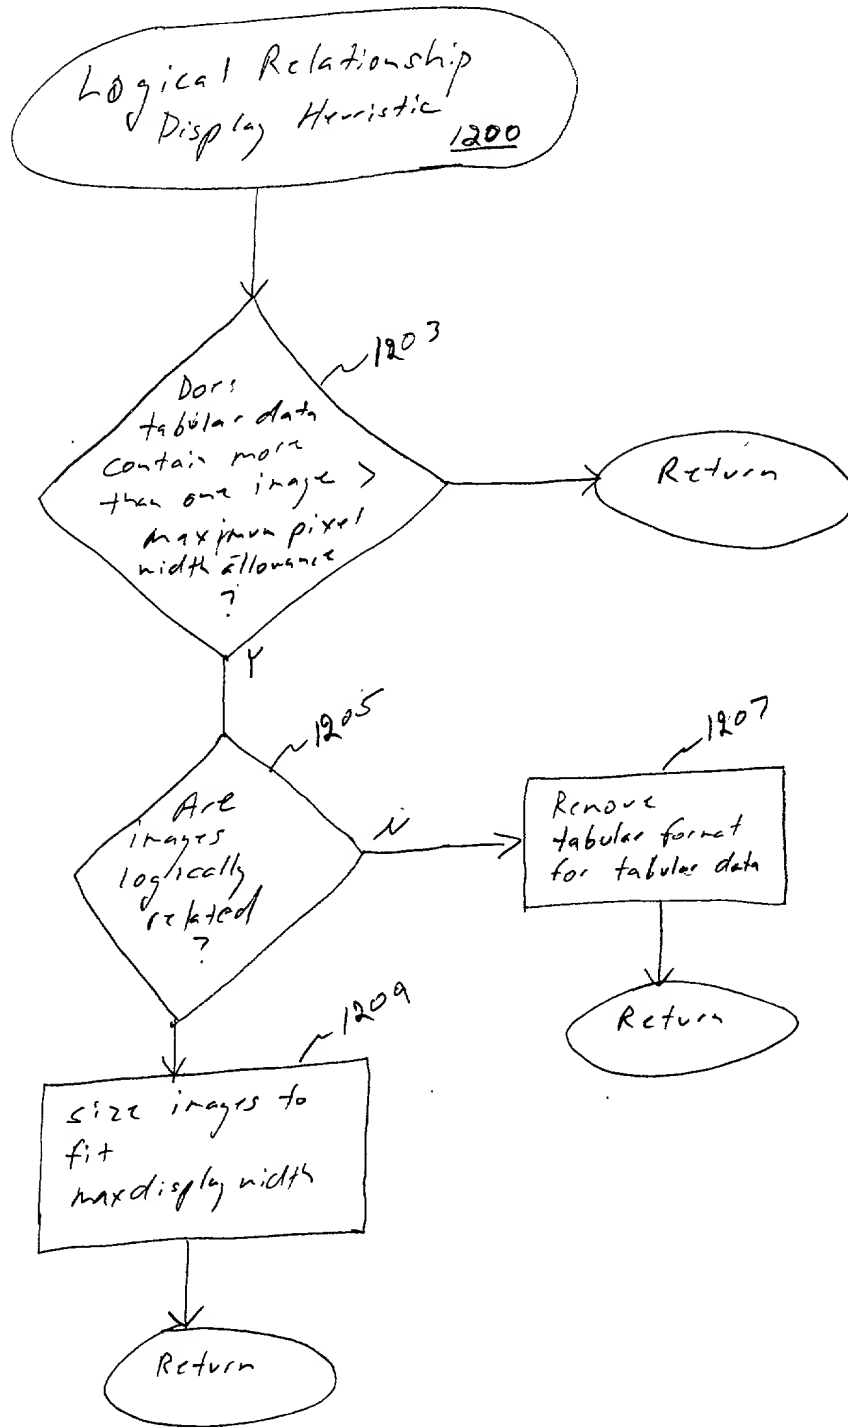 Logical Relationship
Display Heuristic
1200
1203
Does
tabular data
contain more
than one image >
maximum pixel
width allowance
?
Return
Y
1205
Are
images
logically
related
?
N
1207
Remove
tabular format
for tabular data
Return
1209
size images to
fit
max display width
Return